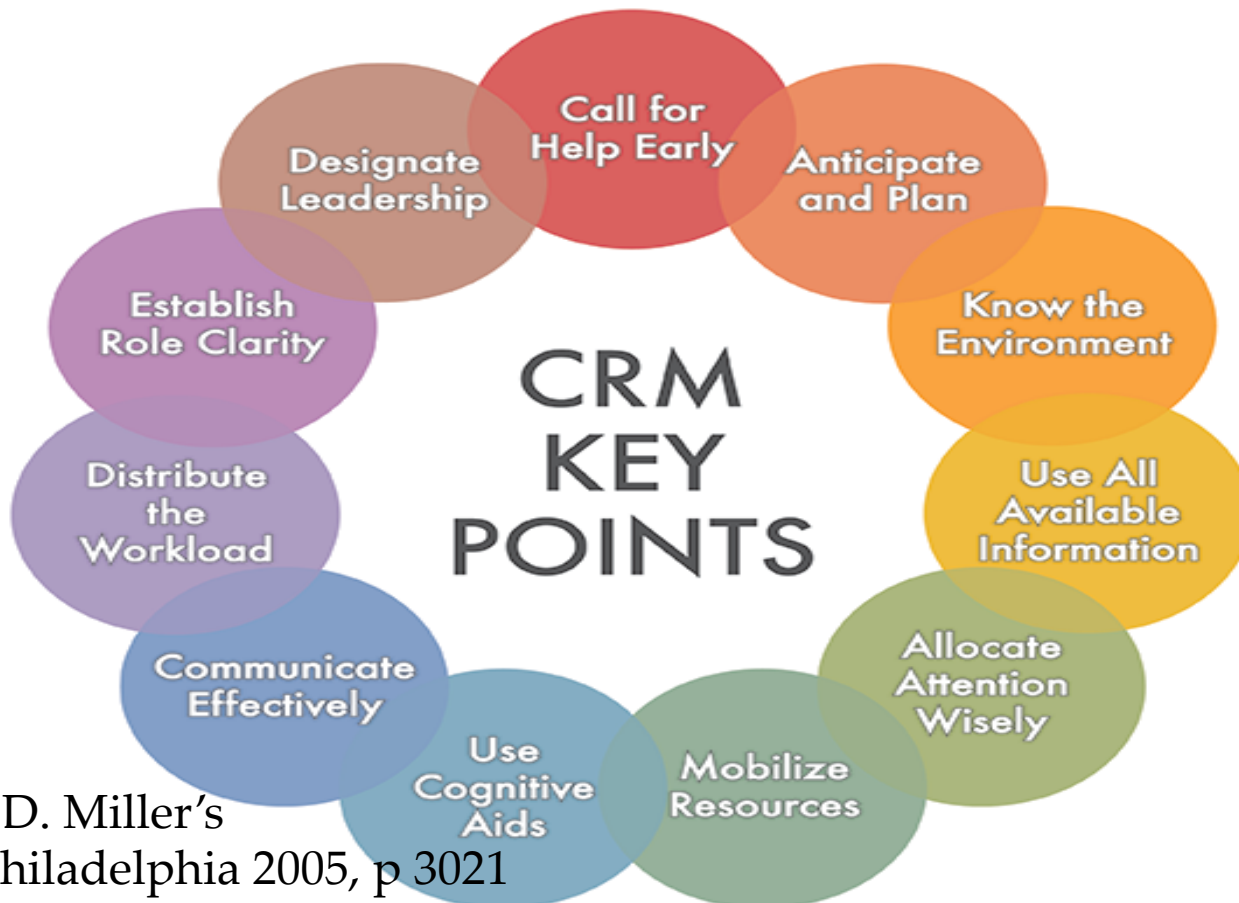 Call for
Help Early
Anticipate
and Plan
Know the
Environment
Use All
Available
Information
Allocate
Attention
Wisely
Mobilize
Resources
Use
Cognitive
Aids
Communicate
Effectively
Distribute
the
Workload
Establish
Role Clarity
Designate
Leadership
CRM
KEY
POINTS
D. Miller’s
hiladelphia 2005, p 3021